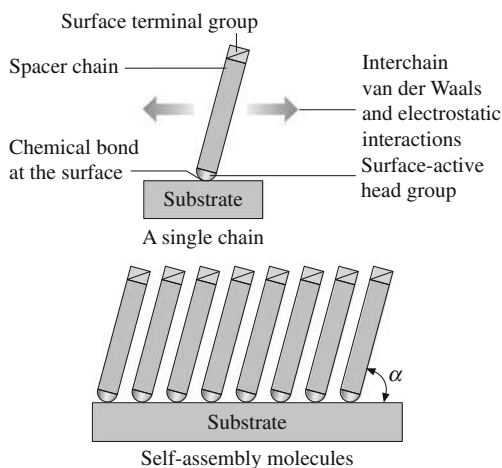 Surface terminal group
Spacer chain
Interchain
van der Waals
and electrostatic
interactions
Chemical bond
at the surface
Surface-active
head group
Substrate
A single chain
α
Substrate
Self-assembly molecules